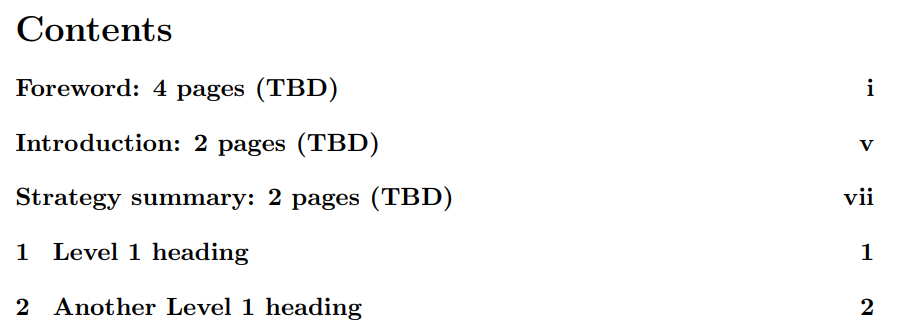 Contents
Foreword: 4 pages (TBD) i
Introduction: 2 pages (TBD) v
Strategy summary: 2 pages (TBD) vii
1 Level 1 heading 1
2 Another Level 1 heading 2